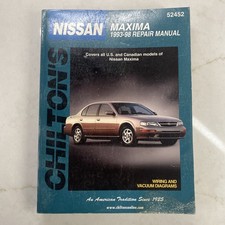 52452
NISSAN
MAXIMA
1993-98 REPAIR MANUAL
Covers all U.S. and Canadian models of
Nissan Maxima
CHILTON'S
WIRING AND
VACUUM DIAGRAMS
An American Tradition Since 1923
www.chiltononline.com